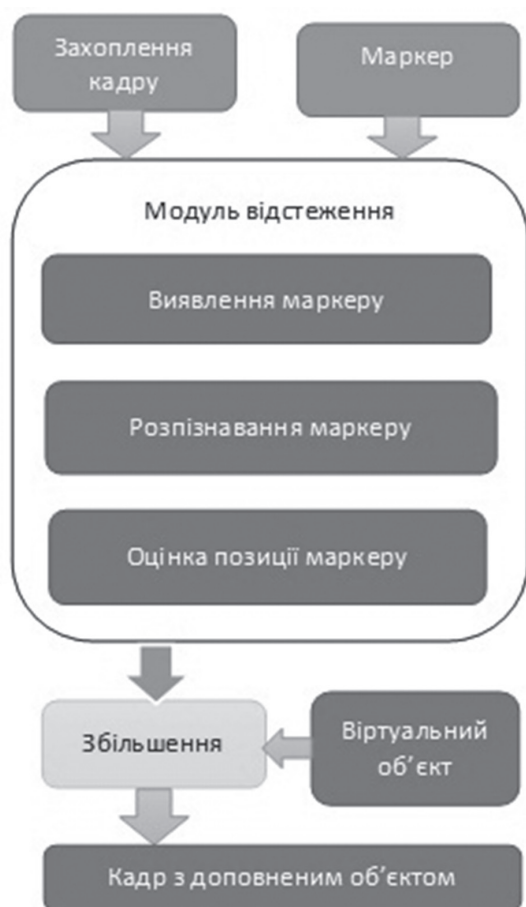 Захоплення
кадру
Маркер
Модуль відстеження
Виявлення маркеру
Розпізнавання маркеру
Оцінка позиції маркеру
Збільшення
Віртуальний
об’єкт
Кадр з доповненим об’єктом